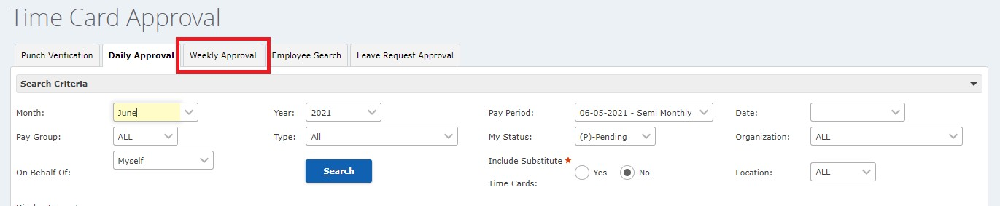 Time Card Approval
Punch Verification Daily Approval Weekly Approval Employee Search Leave Request Approval
Search Criteria
Month: June Year: 2021 Pay Period: 06-05-2021 - Semi Monthly Date:
Pay Group: ALL Type: All My Status: (P)-Pending Organization: ALL
On Behalf Of: Myself Search Include Substitute Time Cards: Yes No Location: ALL